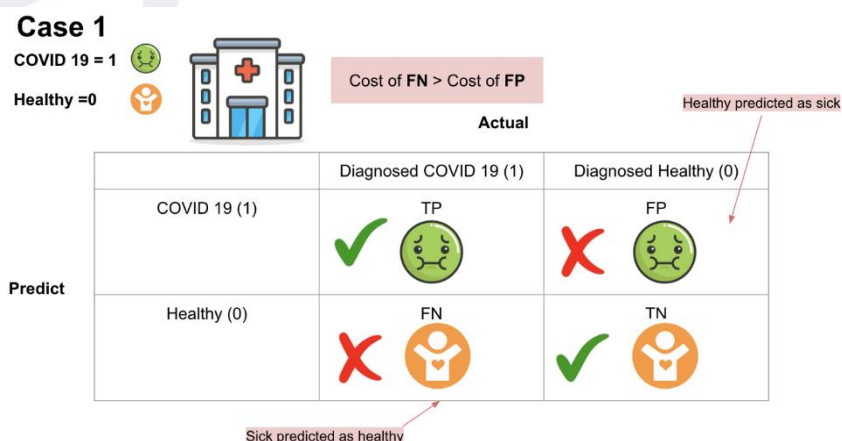 Case 1
COVID 19 = 1
Healthy =0
Cost of FN > Cost of FP
Healthy predicted as sick
Actual
Diagnosed COVID 19 (1)
Diagnosed Healthy (0)
COVID 19 (1)
TP
FP
Predict
Healthy (0)
FN
TN
Sick predicted as healthy